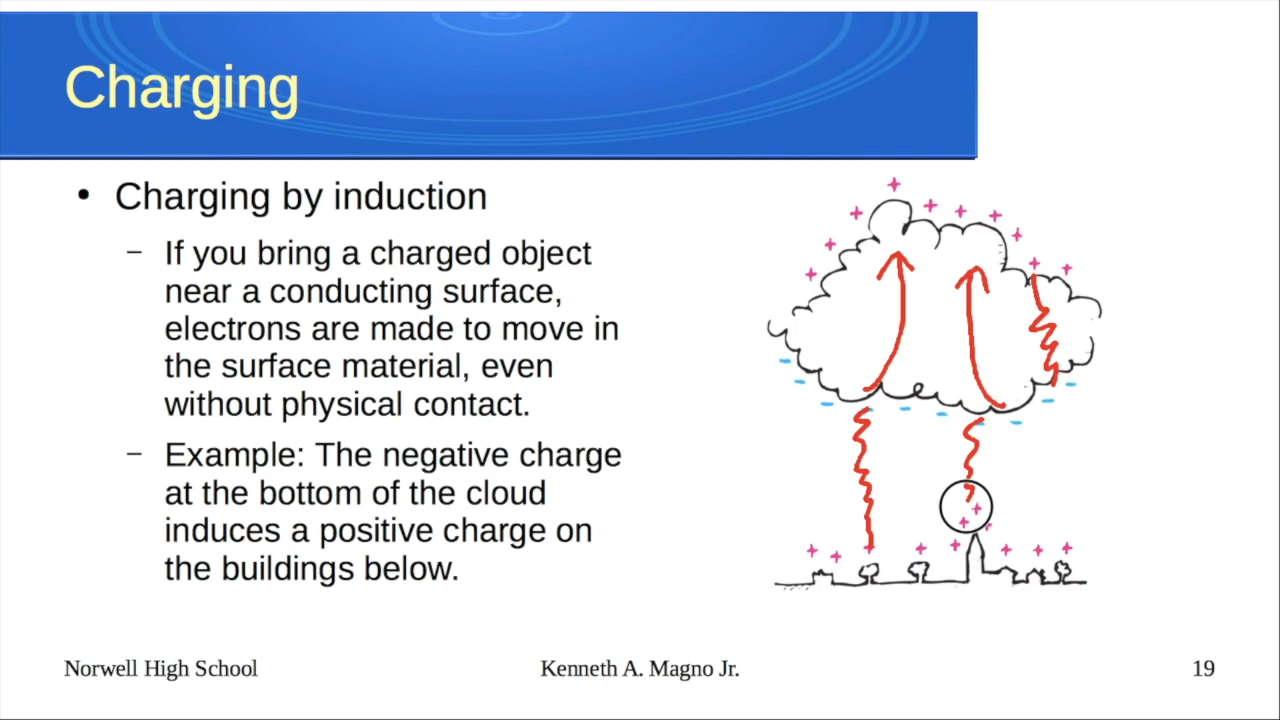 Charging
• Charging by induction
– If you bring a charged object
near a conducting surface,
electrons are made to move in
the surface material, even
without physical contact.
– Example: The negative charge
at the bottom of the cloud
induces a positive charge on
the buildings below.
Norwell High School
Kenneth A. Magno Jr.
19